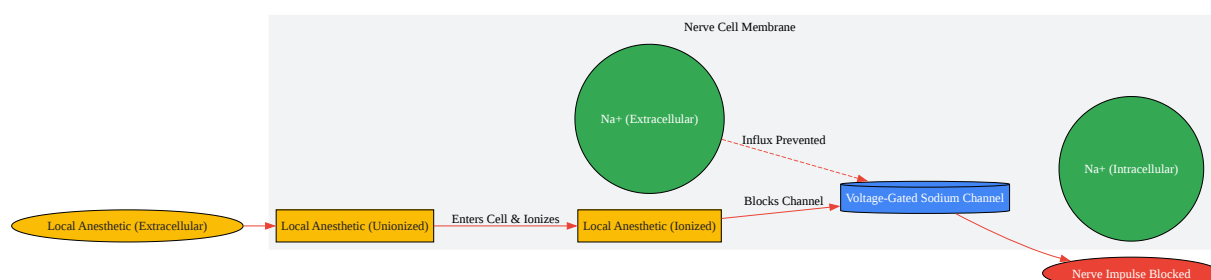 Nerve Cell Membrane
Na+ (Extracellular)
Influx Prevented
Na+ (Intracellular)
Voltage-Gated Sodium Channel
Blocks Channel
Local Anesthetic (Extracellular)
Local Anesthetic (Unionized)
Enters Cell & Ionizes
Local Anesthetic (Ionized)
Nerve Impulse Blocked